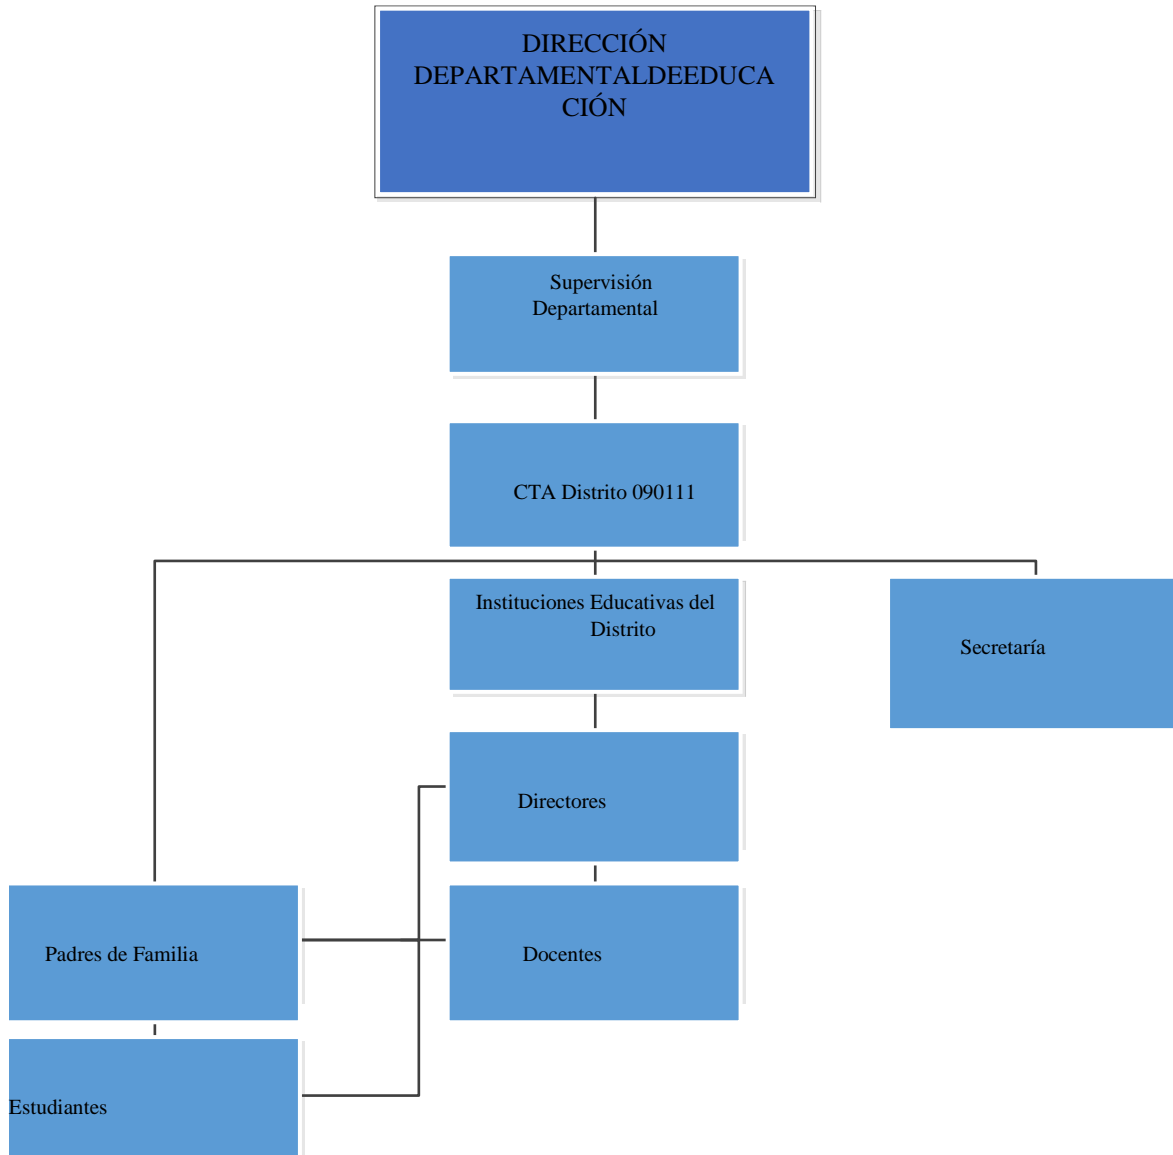 DIRECCIÓN
DEPARTAMENTALDEEDUCA
CIÓN
Supervisión
Departamental
CTA Distrito 090111
Instituciones Educativas del
Distrito
Secretaría
Directores
Padres de Familia
Docentes
Estudiantes